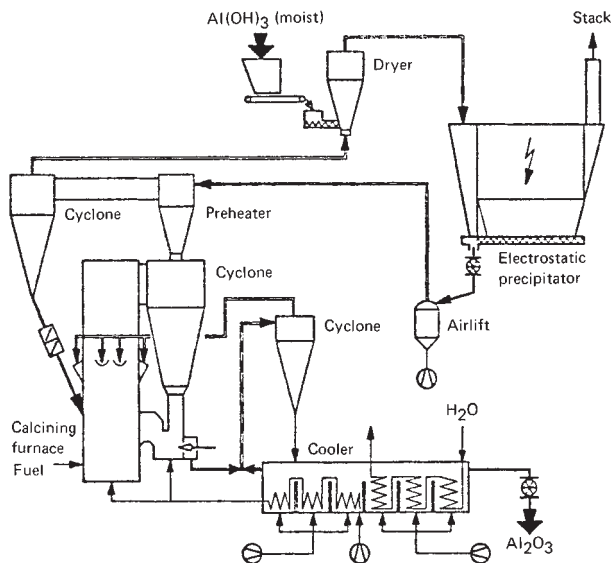 Al(OH)3 (moist)
Stack
Dryer
Cyclone
Preheater
Electrostatic
precipitator
Cyclone
Airlift
Cyclone
Calcining
furnace
Fuel
Cooler
H2O
Al2O3